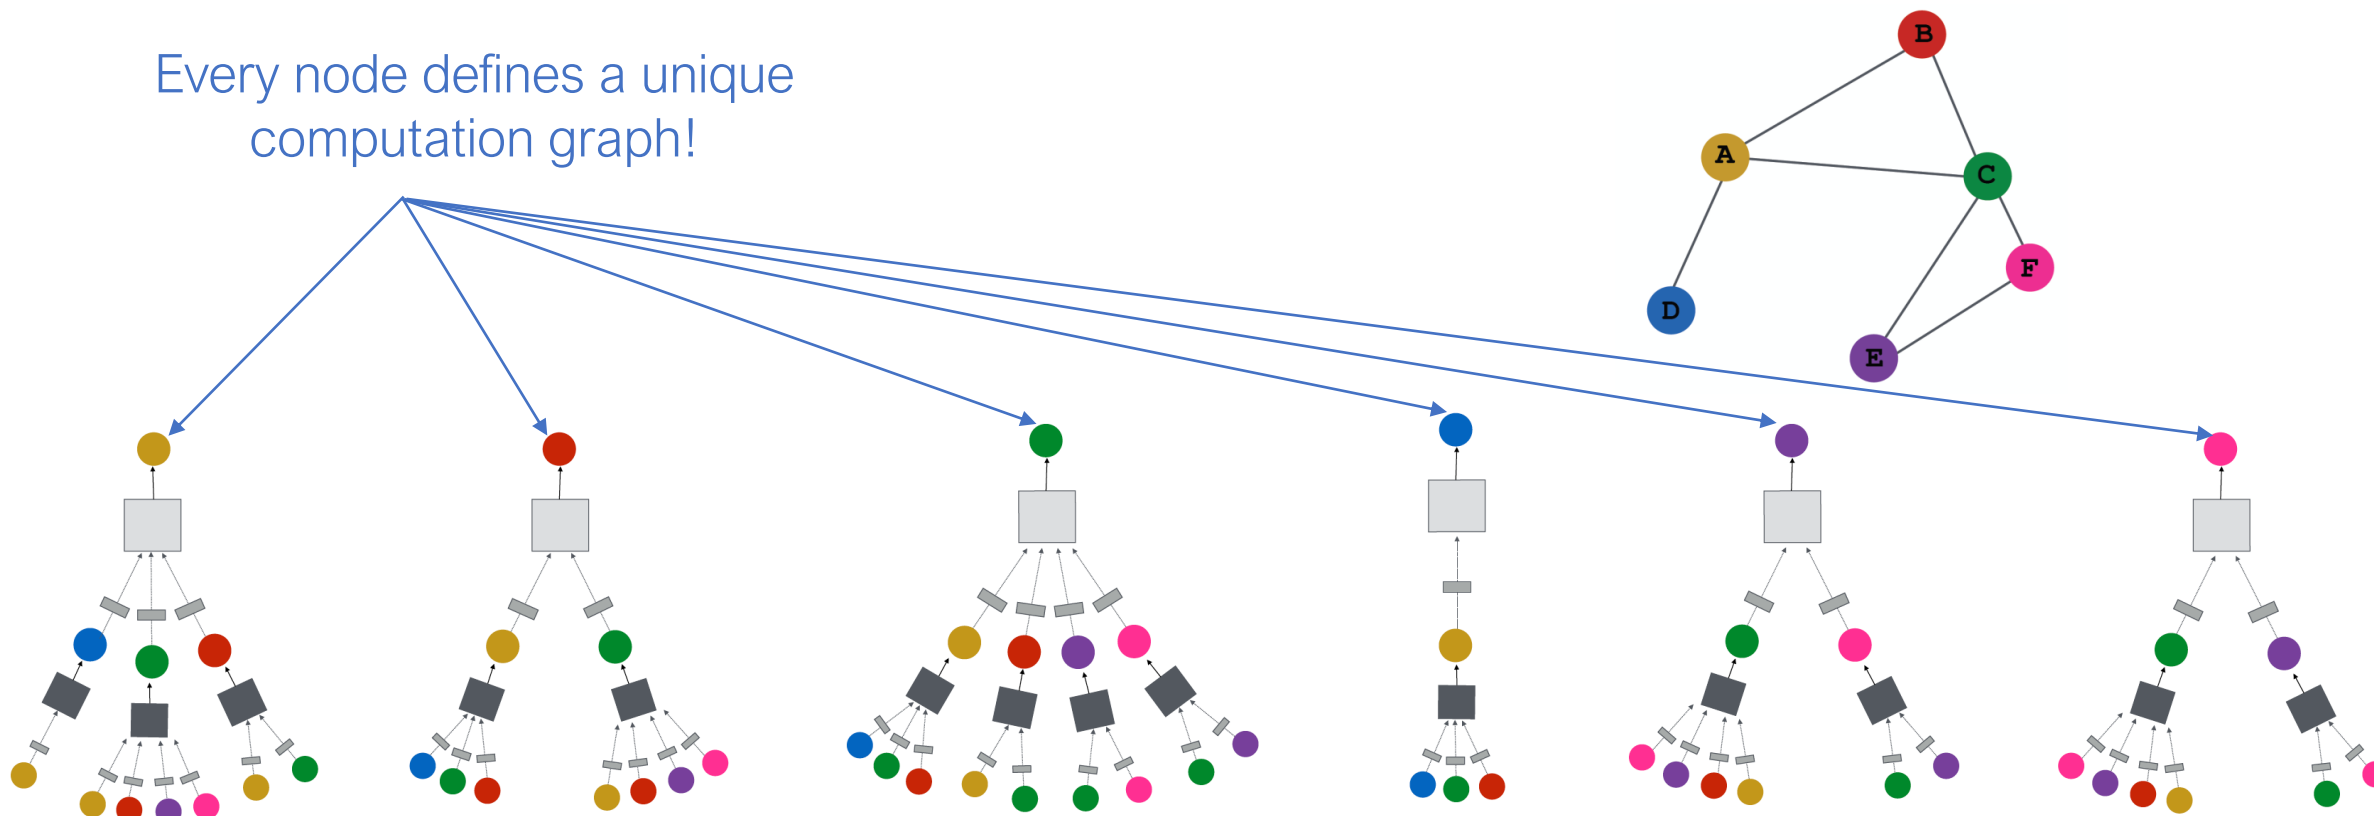 Every node defines a unique
computation graph!
B
A
C
F
D
E